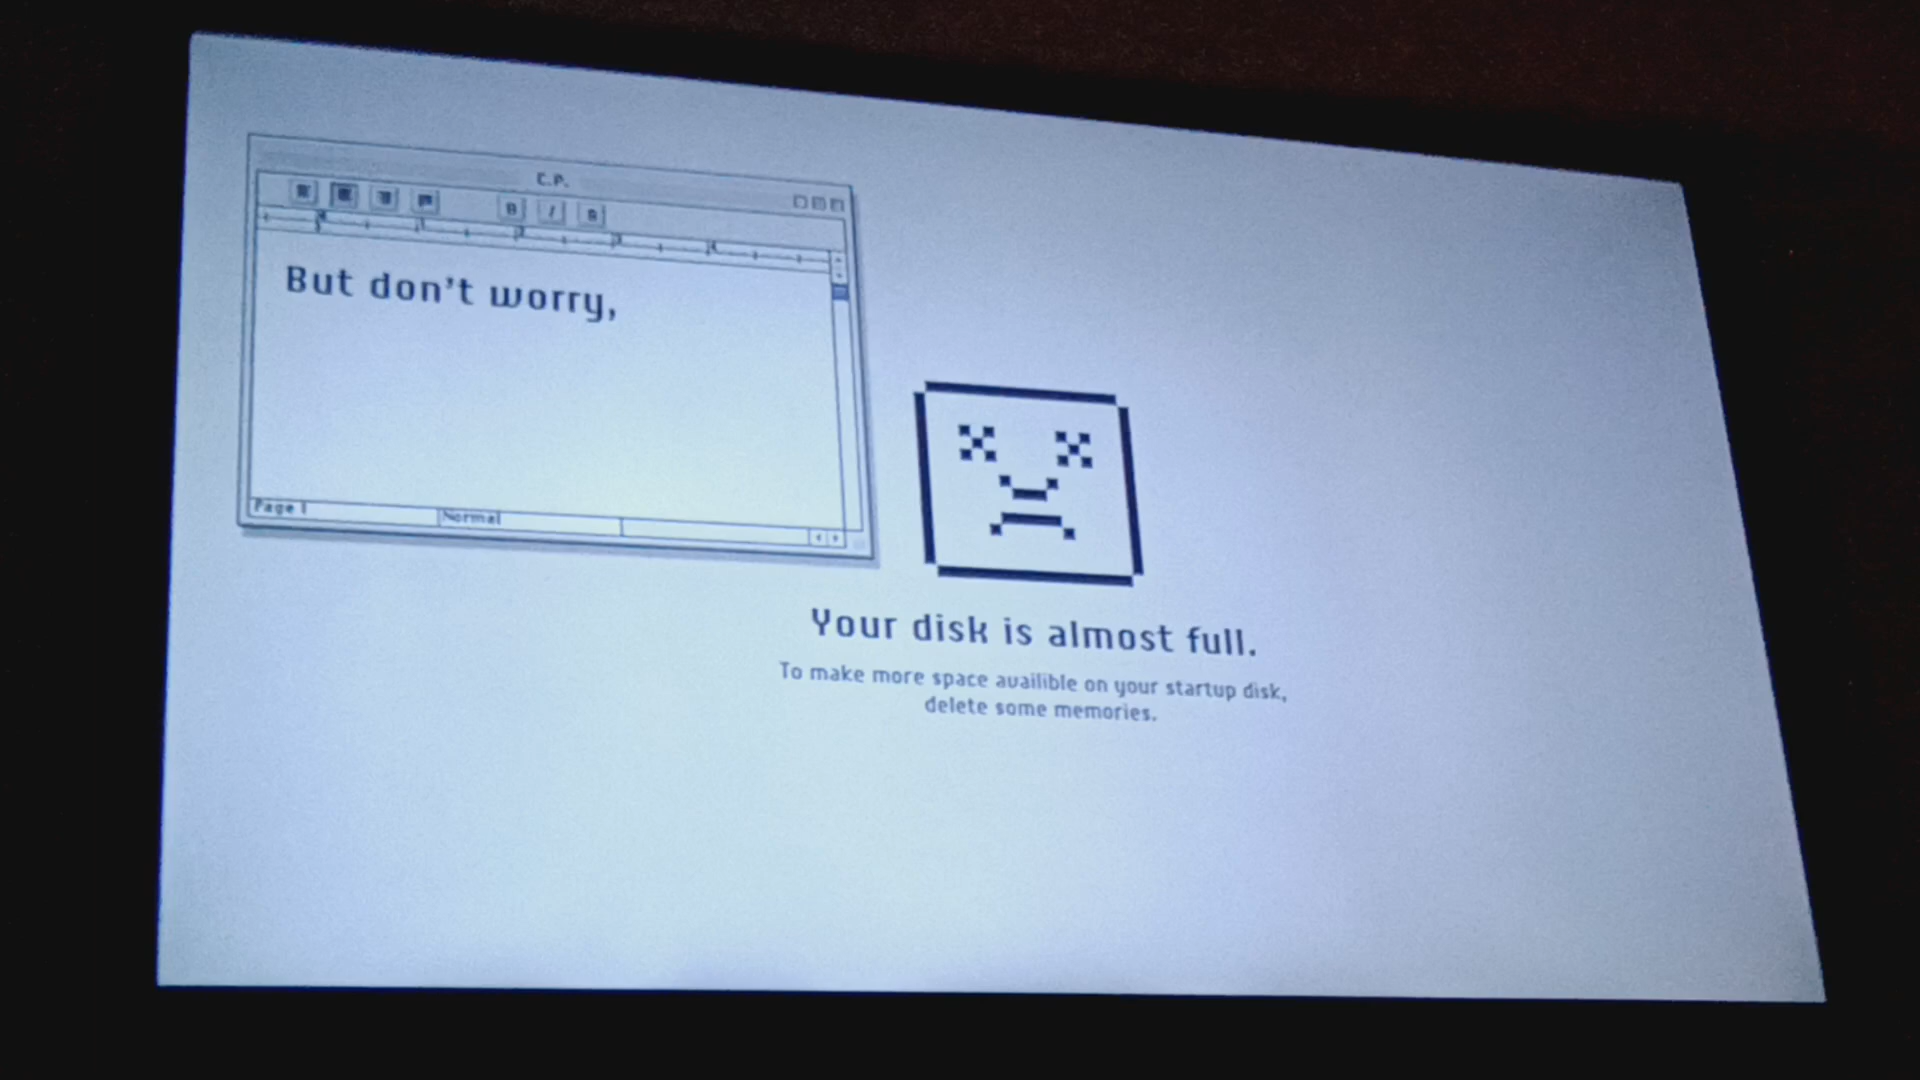 C.P.
B I S
But don't worry,
Page 1
Normal
Your disk is almost full.
To make more space availible on your startup disk,
delete some memories.